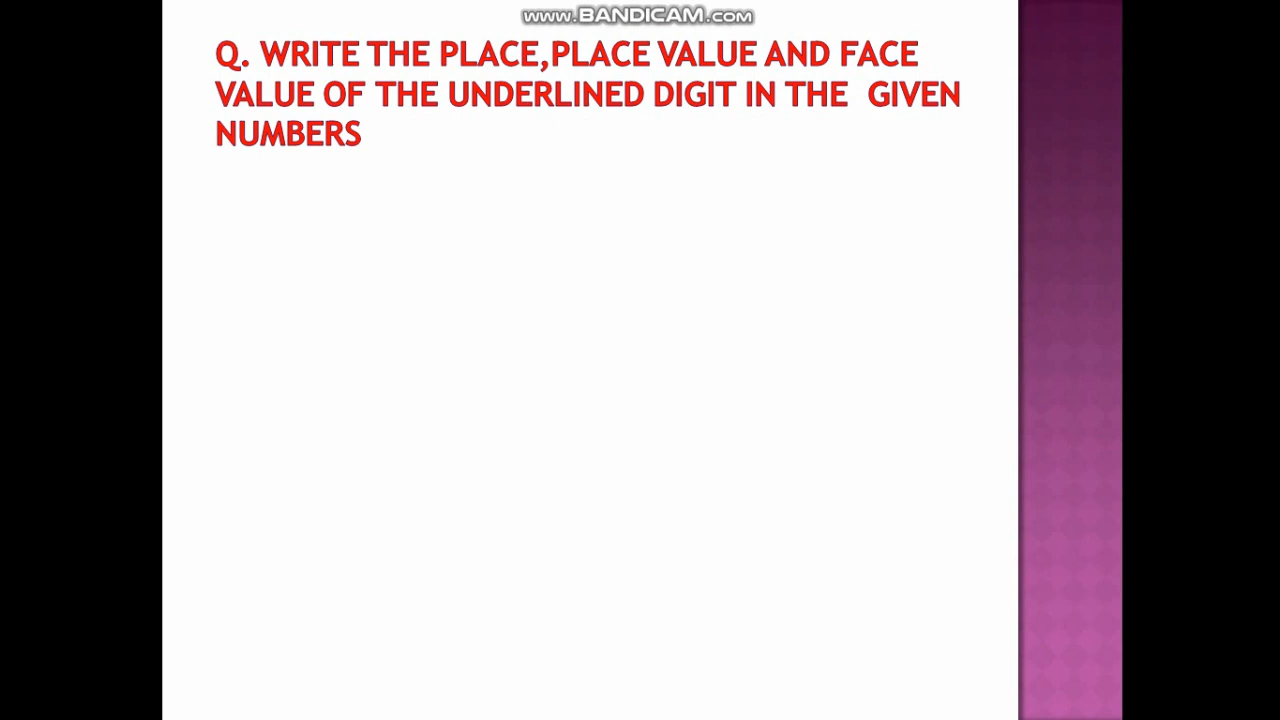 www.BANDICAM.com
Q. WRITE THE PLACE,PLACE VALUE AND FACE
VALUE OF THE UNDERLINED DIGIT IN THE GIVEN
NUMBERS